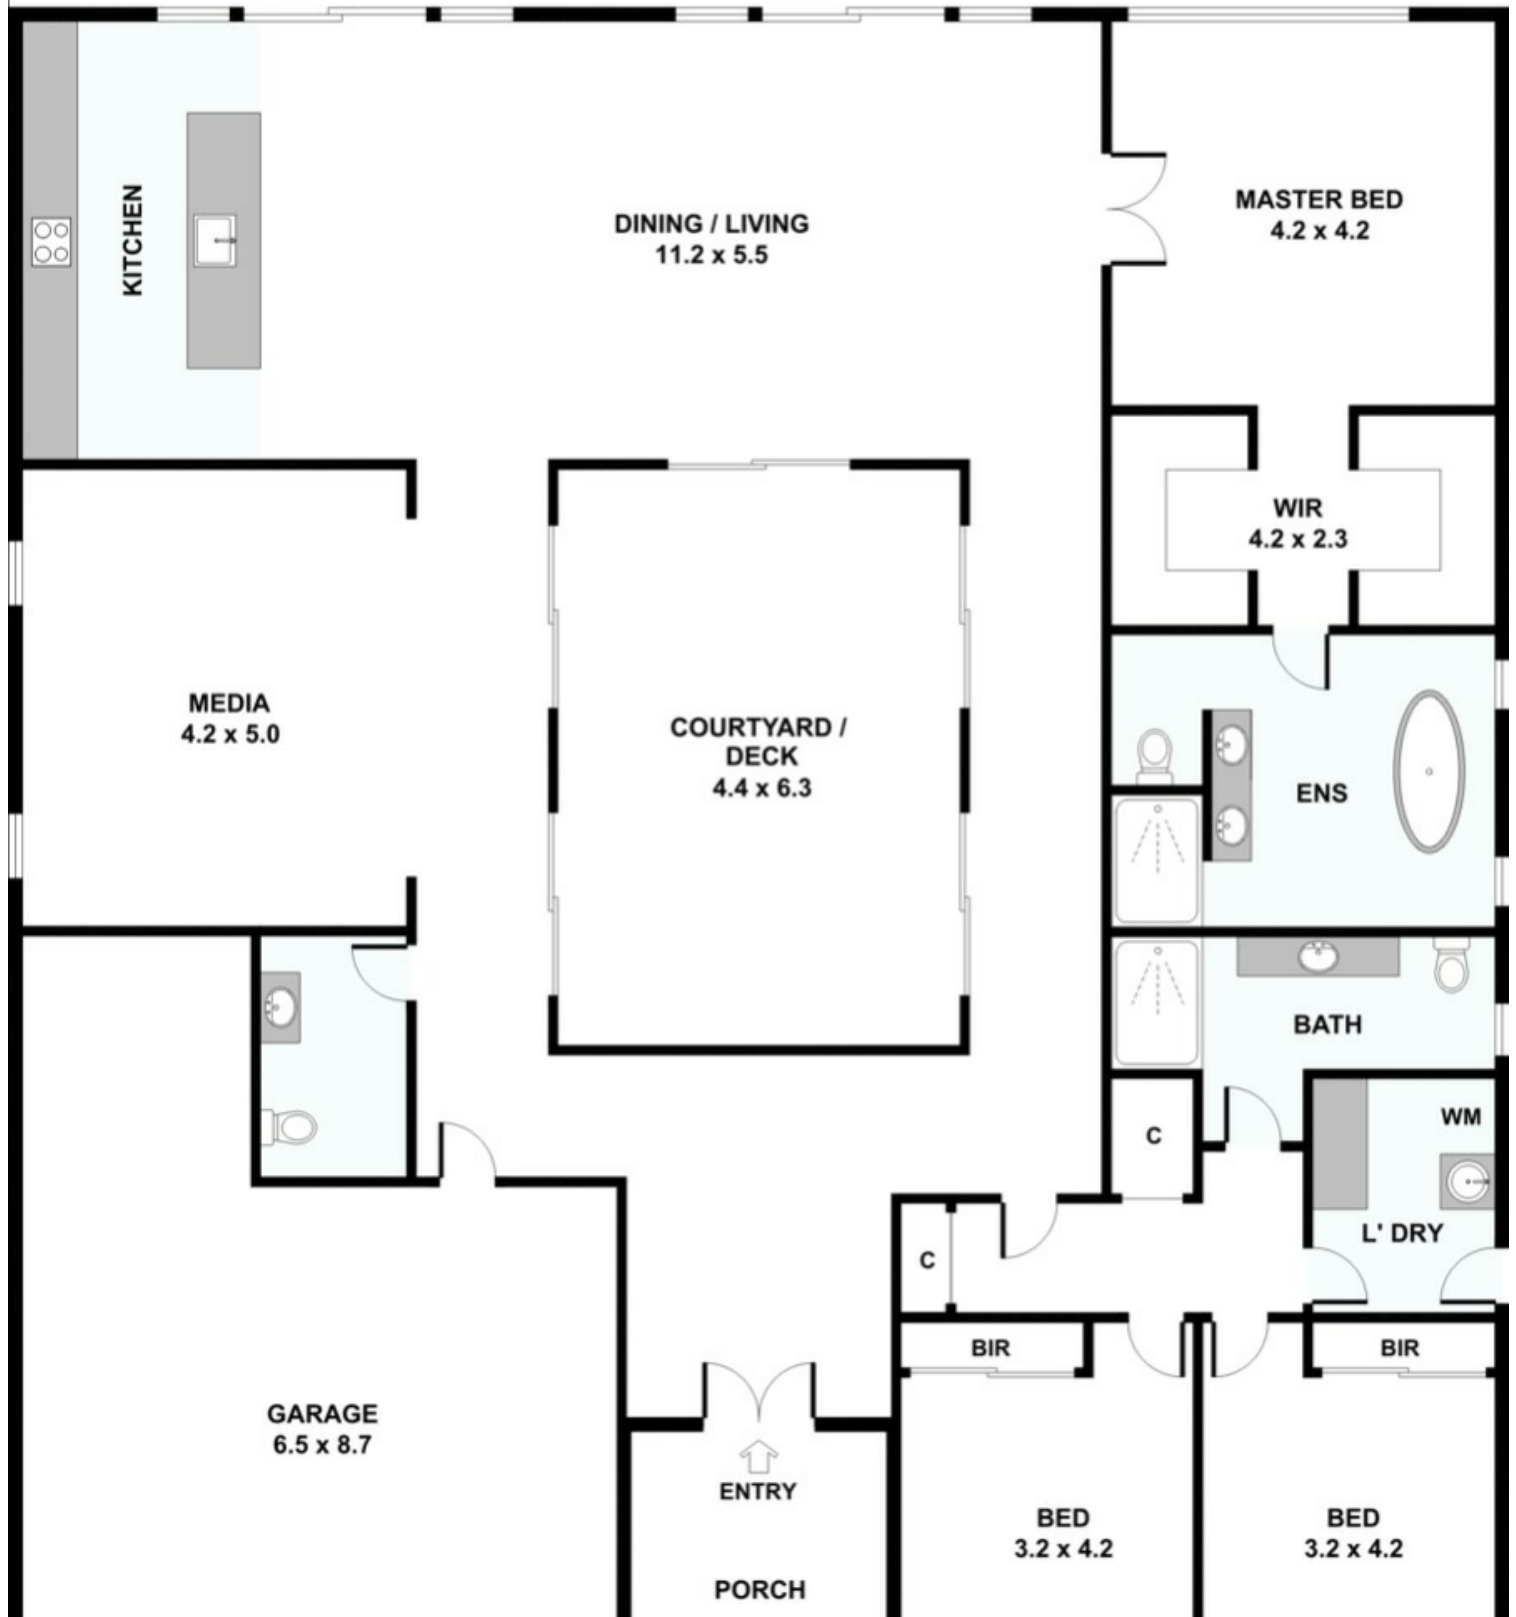 KITCHEN
DINING / LIVING
11.2 x 5.5
MASTER BED
4.2 x 4.2
WIR
4.2 x 2.3
MEDIA
4.2 x 5.0
COURTYARD /
DECK
4.4 x 6.3
ENS
BATH
C
WM
L' DRY
C
BIR
BIR
GARAGE
6.5 x 8.7
ENTRY
PORCH
BED
3.2 x 4.2
BED
3.2 x 4.2